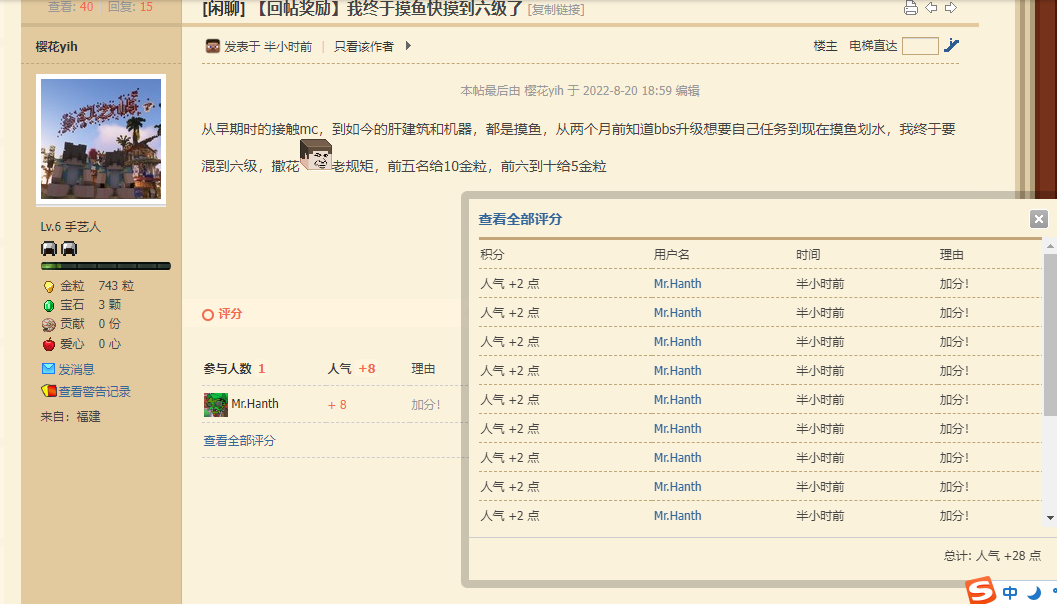 查看: 40 回复: 15
[闲聊] 【回帖奖励】我终于摸鱼快摸到六级了 [复制链接]
樱花yih
发表于 半小时前 | 只看该作者
楼主 电梯直达
本帖最后由 樱花yih 于 2022-8-20 18:59 编辑
从早期时的接触mc，到如今的肝建筑和机器，都是摸鱼，从两个月前知道bbs升级想要自己任务到现在摸鱼划水，我终于要
混到六级，撒花老规矩，前五名给10金粒，前六到十给5金粒
Lv.6 手艺人
金粒 743 粒
宝石 3 颗
贡献 0 份
爱心 0 心
发消息
查看警告记录
来自：福建
评分
参与人数 1 人气 +8 理由
Mr.Hanth + 8 加分！
查看全部评分
查看全部评分
积分 用户名 时间 理由
人气 +2 点 Mr.Hanth 半小时前 加分！
人气 +2 点 Mr.Hanth 半小时前 加分！
人气 +2 点 Mr.Hanth 半小时前 加分！
人气 +2 点 Mr.Hanth 半小时前 加分！
人气 +2 点 Mr.Hanth 半小时前 加分！
人气 +2 点 Mr.Hanth 半小时前 加分！
人气 +2 点 Mr.Hanth 半小时前 加分！
人气 +2 点 Mr.Hanth 半小时前 加分！
人气 +2 点 Mr.Hanth 半小时前 加分！
总计: 人气 +28 点
中